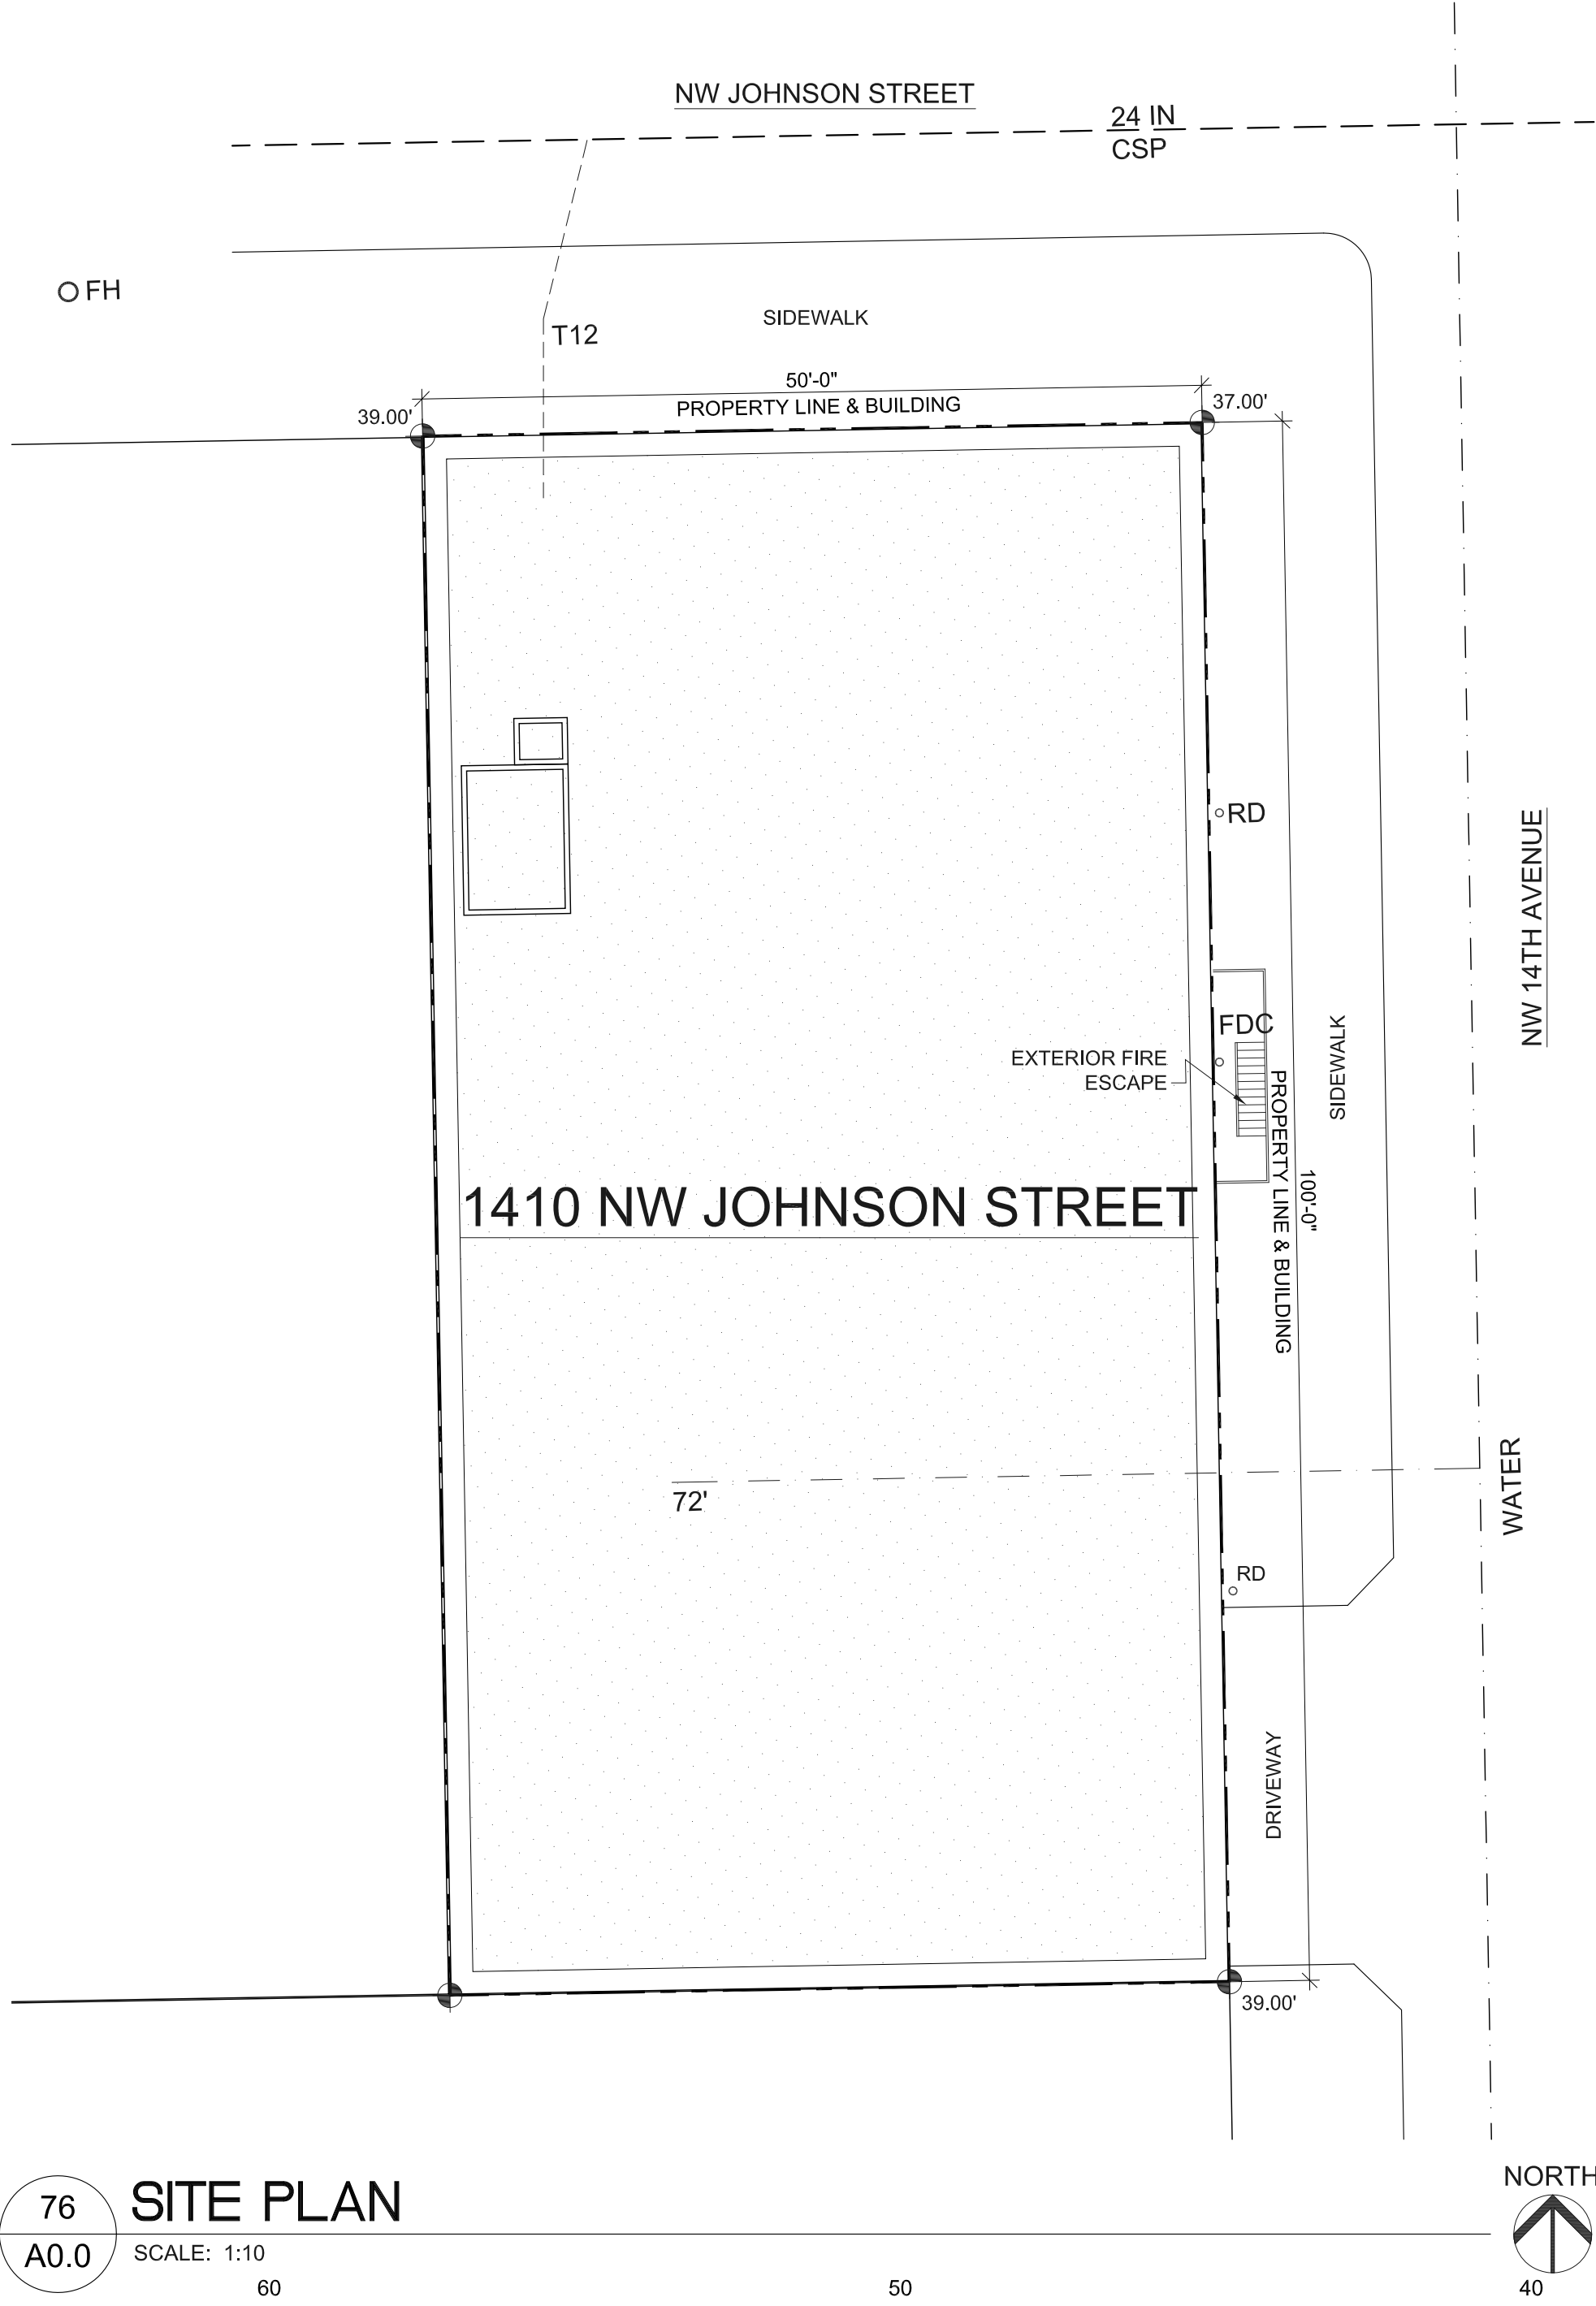 NW JOHNSON STREET
24 IN
CSP
FH
T12
SIDEWALK
50'-0"
PROPERTY LINE & BUILDING
39.00'
37.00'
RD
NW 14TH AVENUE
FDC
EXTERIOR FIRE
ESCAPE
SIDEWALK
PROPERTY LINE & BUILDING
100'-0"
1410 NW JOHNSON STREET
72'
WATER
RD
DRIVEWAY
39.00'
76
A0.0
SITE PLAN
SCALE: 1:10
NORTH
60
50
40